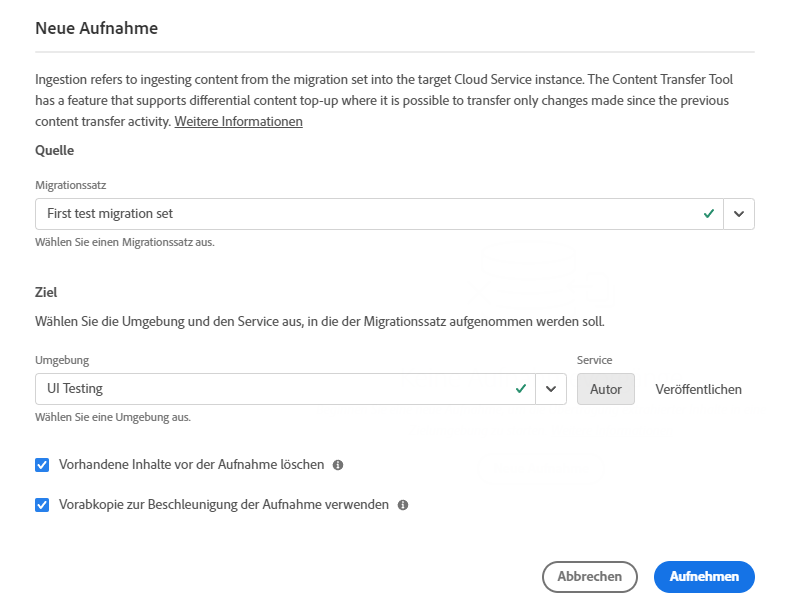 Neue Aufnahme
Ingestion refers to ingesting content from the migration set into the target Cloud Service instance. The Content Transfer Tool
has a feature that supports differential content top-up where it is possible to transfer only changes made since the previous
content transfer activity. Weitere Informationen
Quelle
Migrationssatz
First test migration set
Wählen Sie einen Migrationssatz aus.
Ziel
Wählen Sie die Umgebung und den Service aus, in die der Migrationssatz aufgenommen werden soll.
Umgebung Service
UI Testing Autor Veröffentlichen
Wählen Sie eine Umgebung aus.
Vorhandene Inhalte vor der Aufnahme löschen
Vorabkopie zur Beschleunigung der Aufnahme verwenden
Abbrechen Aufnehmen